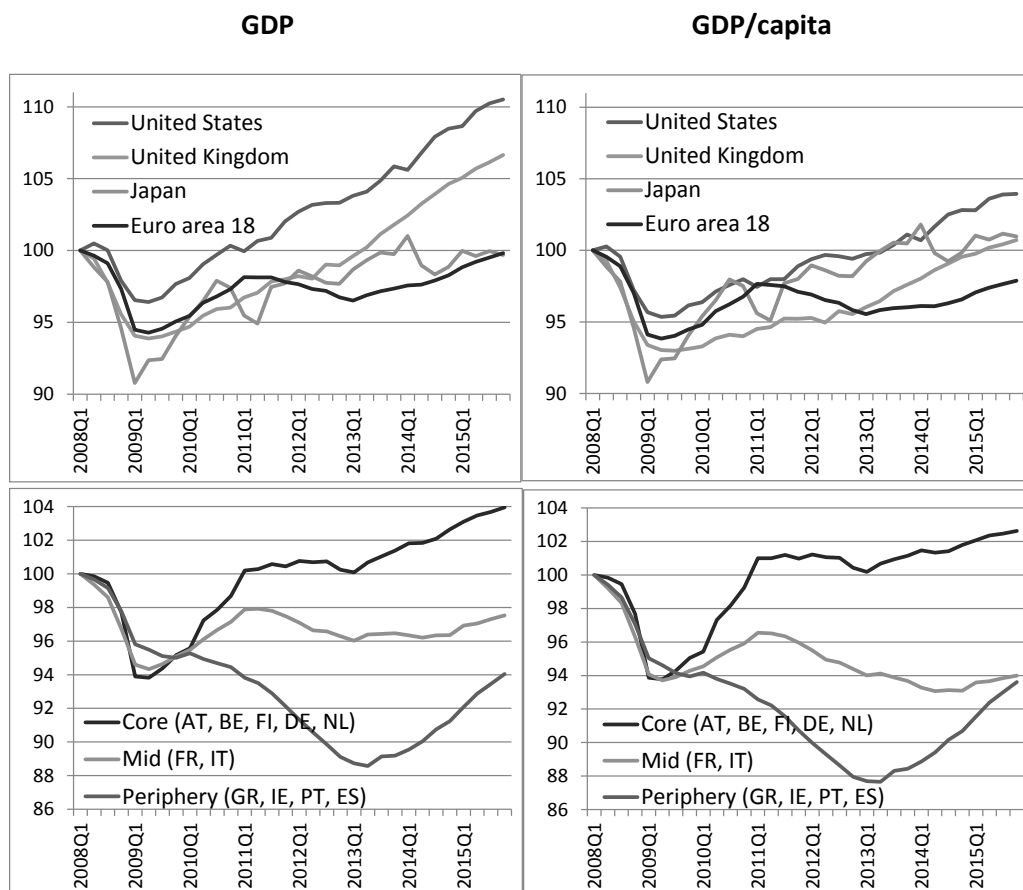 GDP
GDP/capita
110
105
100
95
90
United States
United Kingdom
Japan
Euro area 18
2008Q1
2009Q1
2010Q1
2011Q1
2012Q1
2013Q1
2014Q1
2015Q1
110
105
100
95
90
United States
United Kingdom
Japan
Euro area 18
2008Q1
2009Q1
2010Q1
2011Q1
2012Q1
2013Q1
2014Q1
2015Q1
104
102
100
98
96
94
92
90
88
86
Core (AT, BE, FI, DE, NL)
Mid (FR, IT)
Periphery (GR, IE, PT, ES)
2008Q1
2009Q1
2010Q1
2011Q1
2012Q1
2013Q1
2014Q1
2015Q1
104
102
100
98
96
94
92
90
88
86
Core (AT, BE, FI, DE, NL)
Mid (FR, IT)
Periphery (GR, IE, PT, ES)
2008Q1
2009Q1
2010Q1
2011Q1
2012Q1
2013Q1
2014Q1
2015Q1